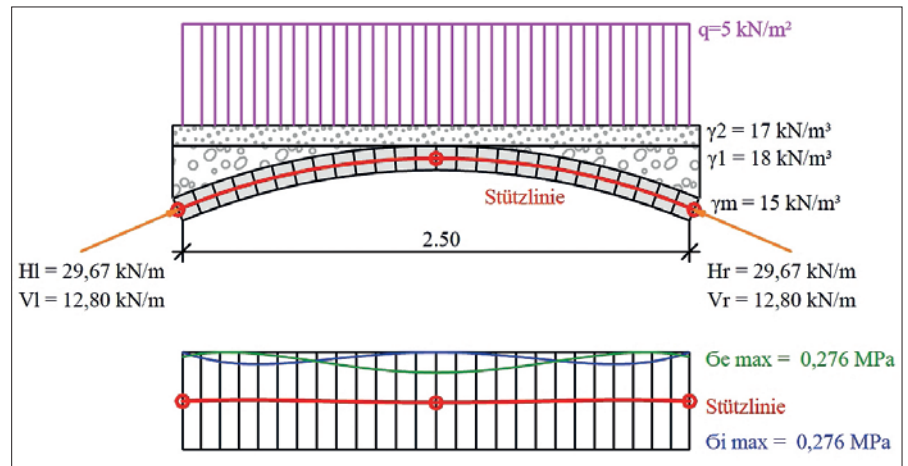 q=5 kN/m²
γ2 = 17 kN/m³
γ1 = 18 kN/m³
Stützlinie
γm = 15 kN/m³
2.50
Hl = 29,67 kN/m
Vl = 12,80 kN/m
Hr = 29,67 kN/m
Vr = 12,80 kN/m
Ϭe max = 0,276 MPa
Stützlinie
Ϭi max = 0,276 MPa